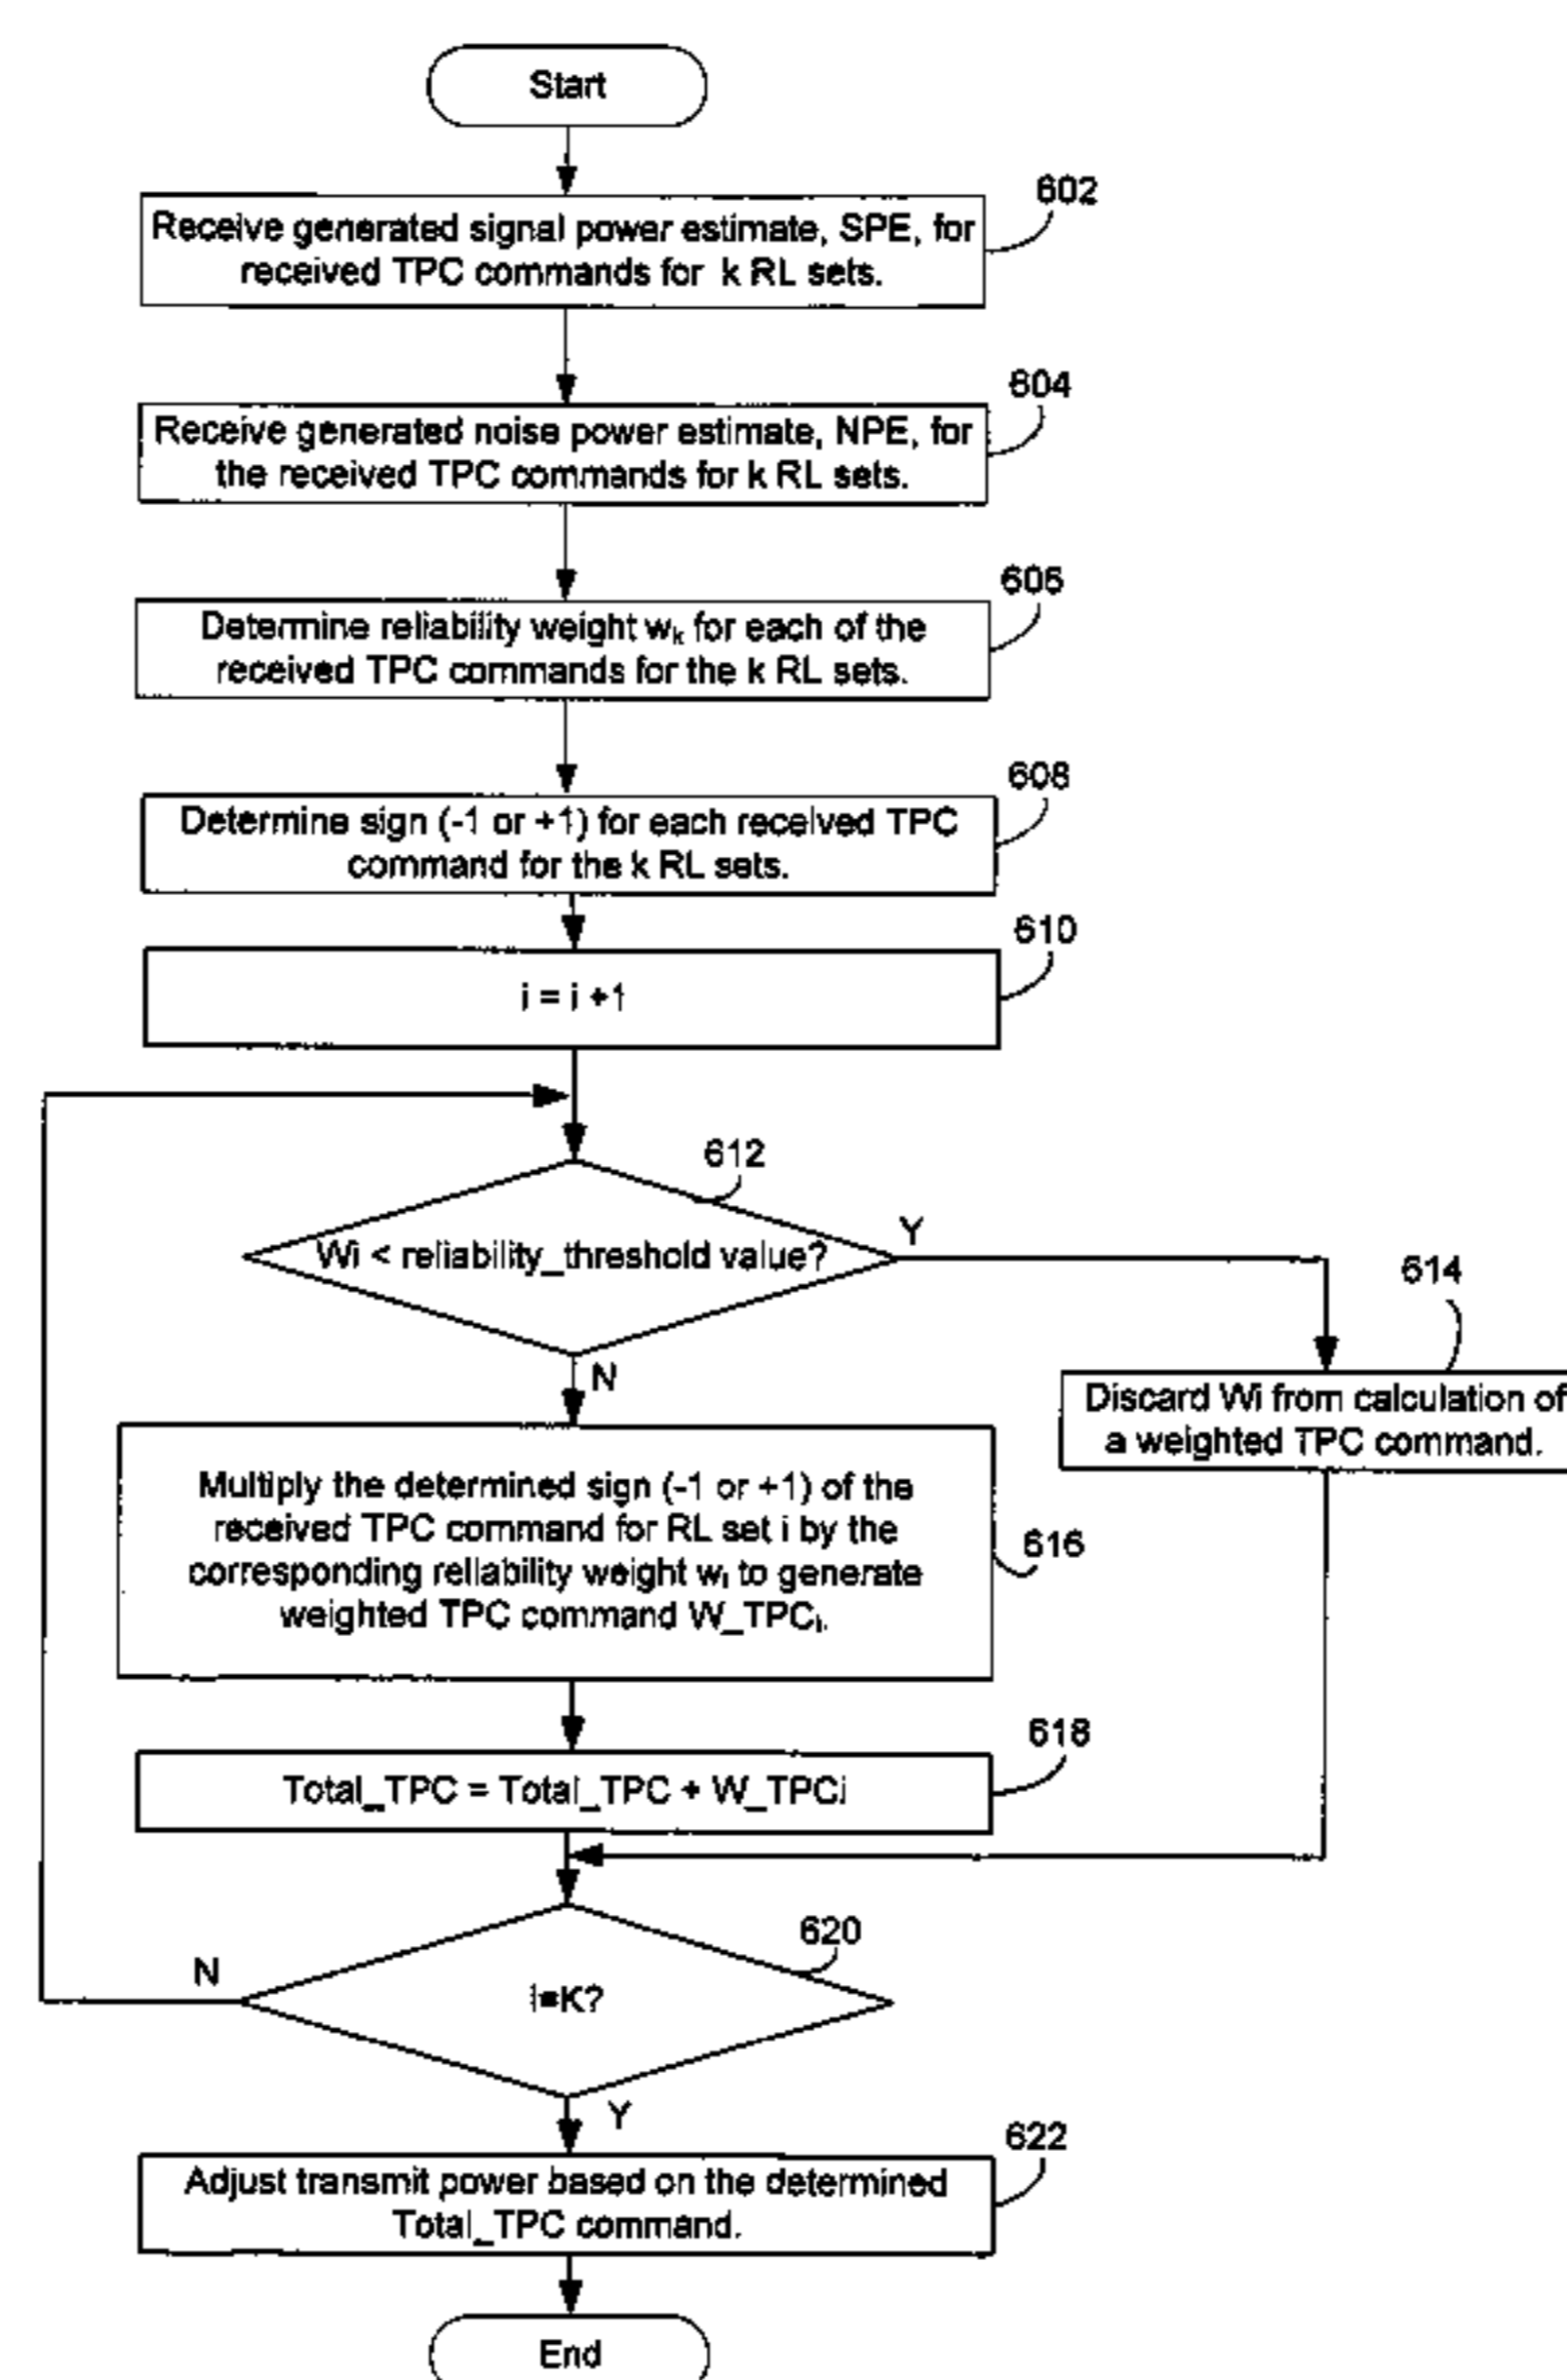 Start
602
Receive generated signal power estimate, SPE, for
received TPC commands for k RL sets.
604
Receive generated noise power estimate, NPE, for
the received TPC commands for k RL sets.
606
Determine reliability weight wk for each of the
received TPC commands for the k RL sets.
608
Determine sign (-1 or +1) for each received TPC
command for the k RL sets.
610
i = i +1
612
Wi < reliability_threshold value?
Y
N
614
Discard Wi from calculation of
a weighted TPC command.
Multiply the determined sign (-1 or +1) of the
received TPC command for RL set i by the
corresponding reliability weight wi to generate
weighted TPC command W_TPCi.
616
618
Total_TPC = Total_TPC + W_TPCi
620
N
i=K?
Y
622
Adjust transmit power based on the determined
Total_TPC command.
End